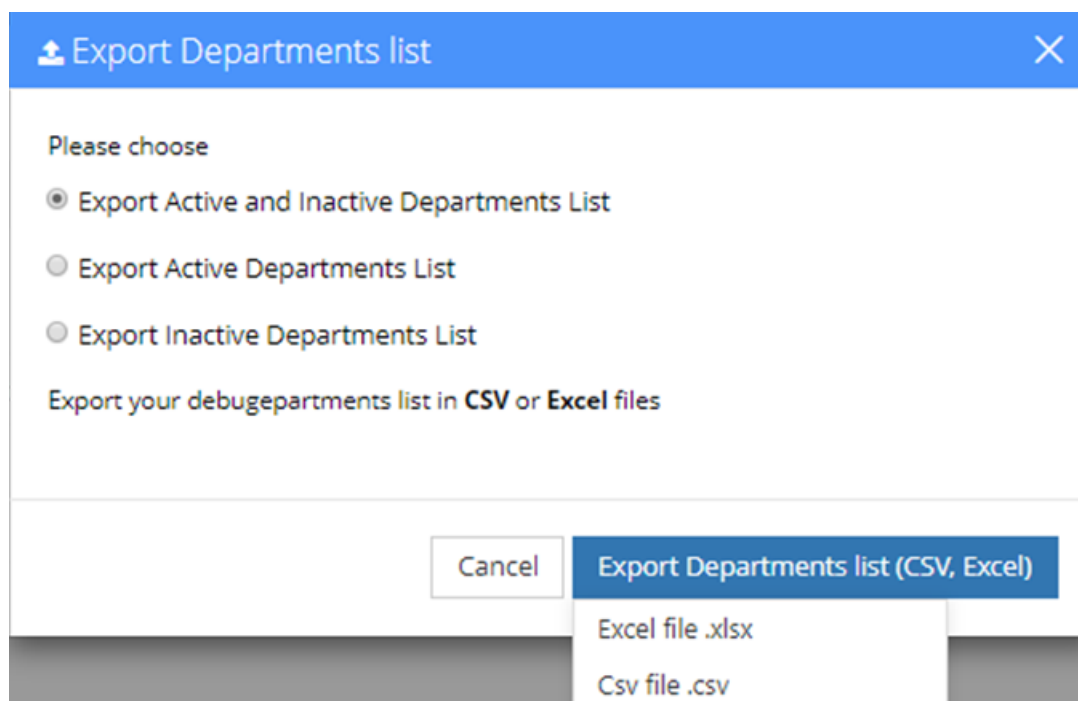 Export Departments list
Please choose
Export Active and Inactive Departments List
Export Active Departments List
Export Inactive Departments List
Export your debugepartments list in CSV or Excel files
Cancel
Export Departments list (CSV, Excel)
Excel file .xlsx
Csv file .csv